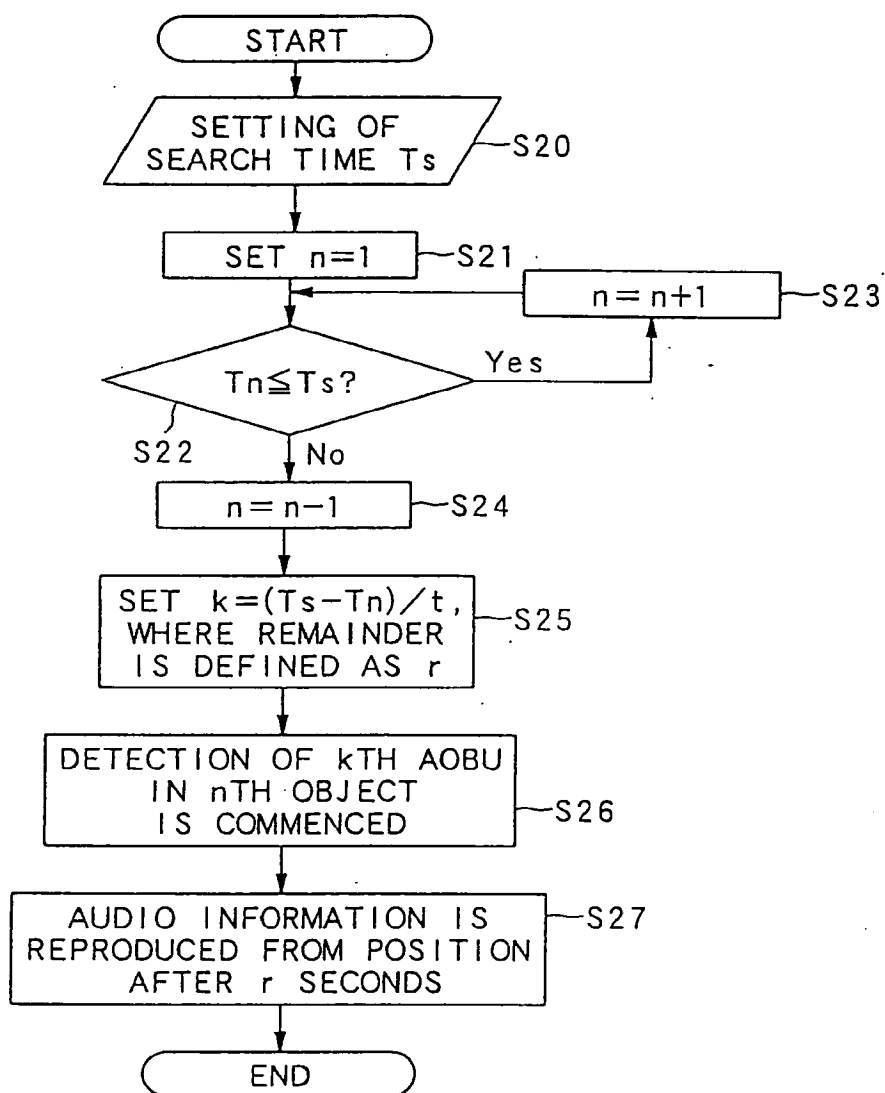 START
SETTING OF
SEARCH TIME Ts
S20
SET n=1
S21
n=n+1
S23
Tn≦Ts?
Yes
S22
No
n=n-1
S24
SET k=(Ts-Tn)/t,
WHERE REMAINDER
IS DEFINED AS r
S25
DETECTION OF kTH AOBU
IN nTH OBJECT
IS COMMENCED
S26
AUDIO INFORMATION IS
REPRODUCED FROM POSITION
AFTER r SECONDS
S27
END